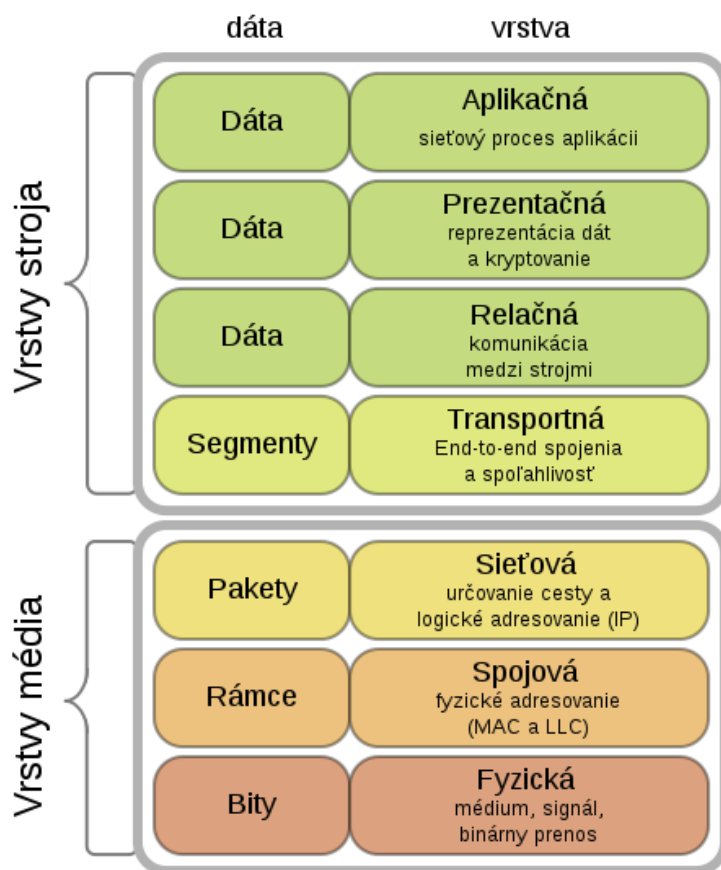 dáta
vrstva
Vrstvy stroja
Dáta
Aplikačná
sieťový proces aplikácii
Dáta
Prezentačná
reprezentácia dát
a kryptovanie
Dáta
Relačná
komunikácia
medzi strojmi
Segmenty
Transportná
End-to-end spojenia
a spoľahlivosť
Vrstvy média
Pakety
Sieťová
určovanie cesty a
logické adresovanie (IP)
Rámce
Spojová
fyzické adresovanie
(MAC a LLC)
Bity
Fyzická
médium, signál,
binárny prenos